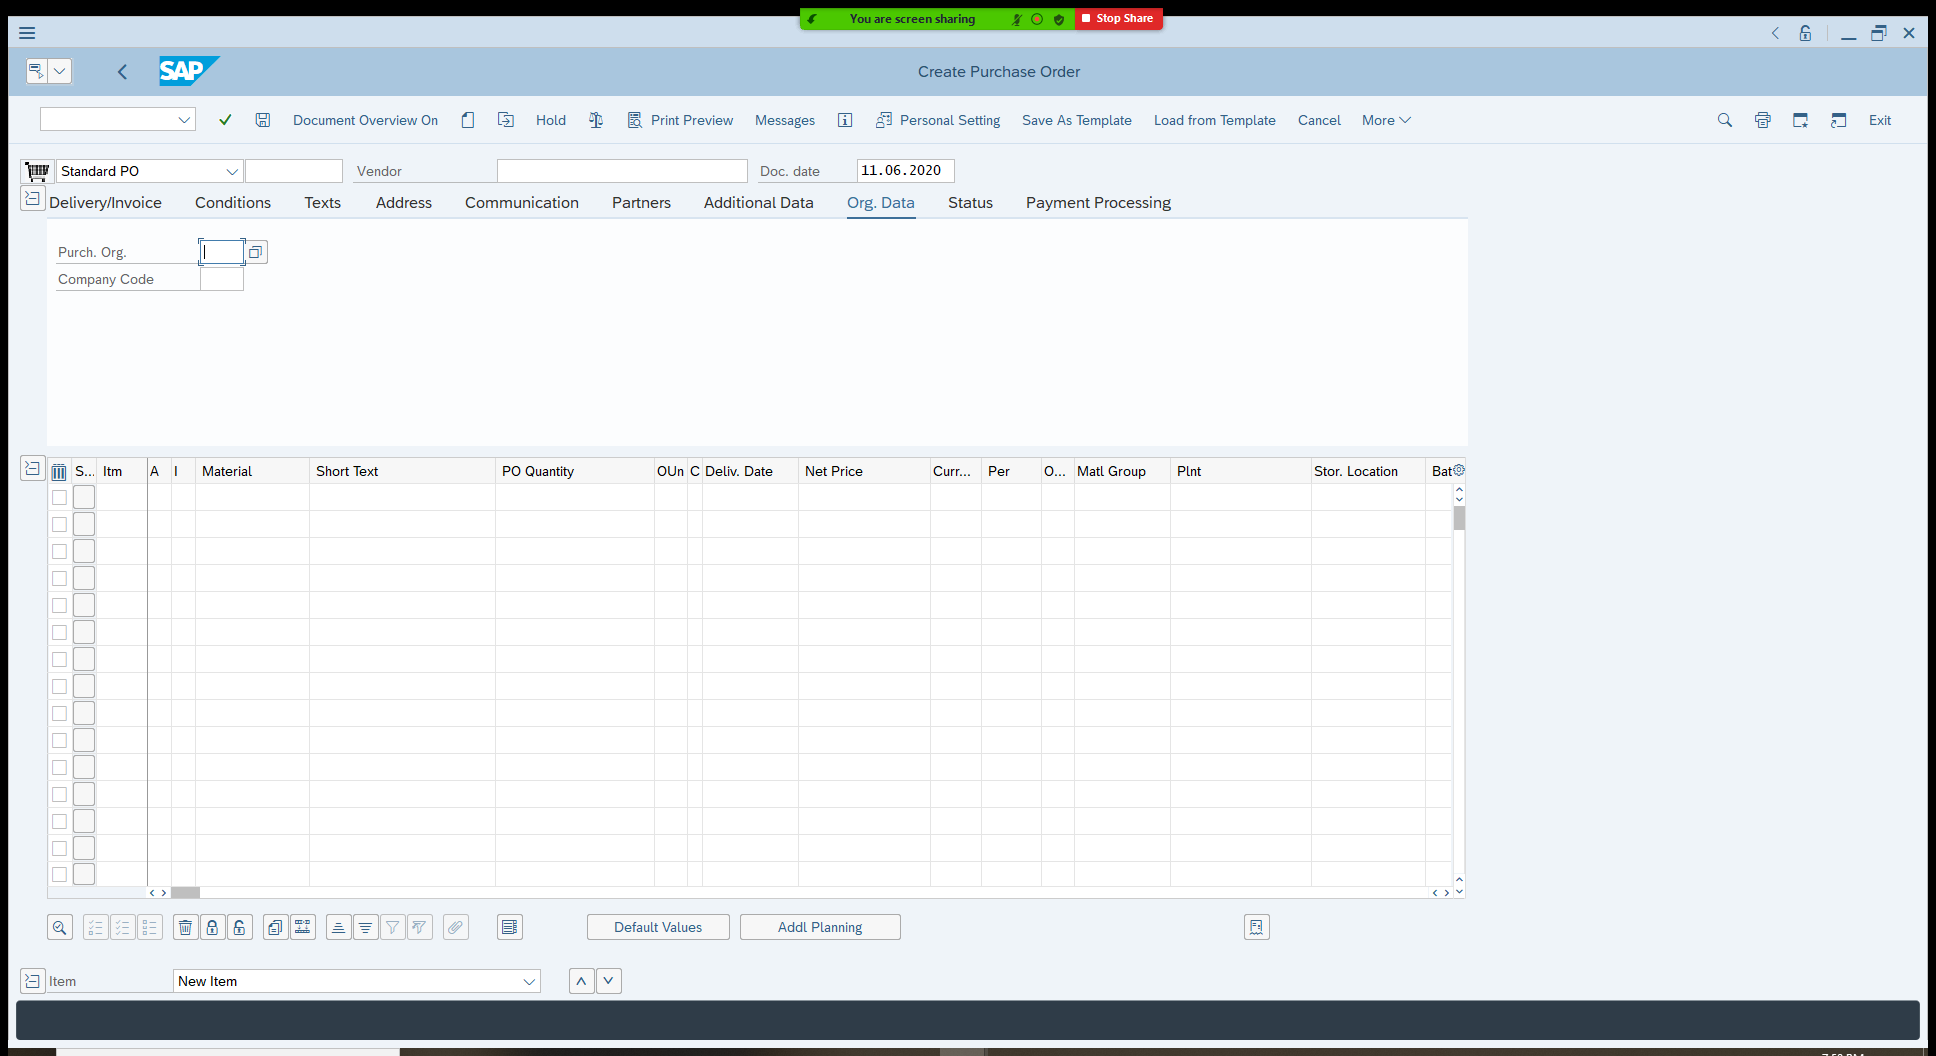 You are screen sharing Stop Share
SAP Create Purchase Order
Document Overview On Hold Print Preview Messages Personal Setting Save As Template Load from Template Cancel More Exit
Standard PO Vendor Doc. date 11.06.2020
Delivery/Invoice Conditions Texts Address Communication Partners Additional Data Org. Data Status Payment Processing
Purch. Org.
Company Code
S... Itm A I Material Short Text PO Quantity OUn C Deliv. Date Net Price Curr... Per O... Matl Group Plnt Stor. Location Bat
Default Values Addl Planning
Item New Item